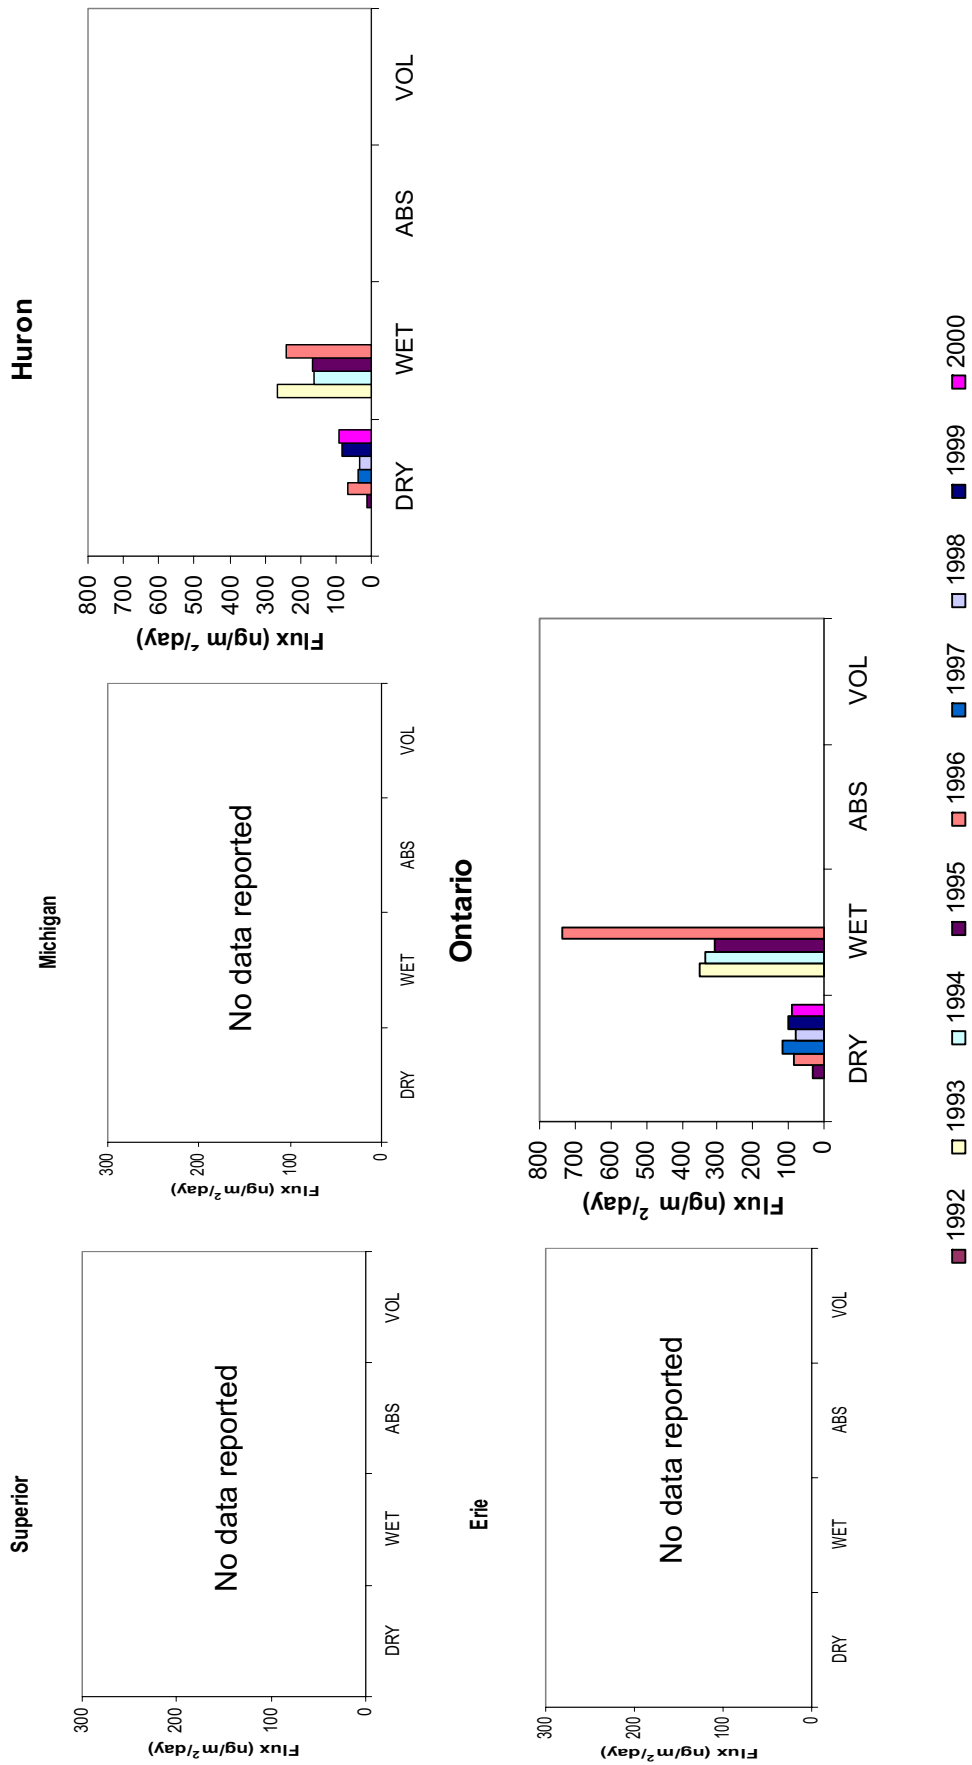 Superior
300
200
100
0
Flux (ng/m2/day)
No data reported
DRY WET ABS VOL
Michigan
300
200
100
0
Flux (ng/m2/day)
No data reported
DRY WET ABS VOL
Huron
800
700
600
500
400
300
200
100
0
Flux (ng/m2/day)
DRY WET ABS VOL
Erie
300
200
100
0
Flux (ng/m2/day)
No data reported
DRY WET ABS VOL
Ontario
800
700
600
500
400
300
200
100
0
Flux (ng/m2/day)
DRY WET ABS VOL
1992 1993 1994 1995 1996 1997 1998 1999 2000